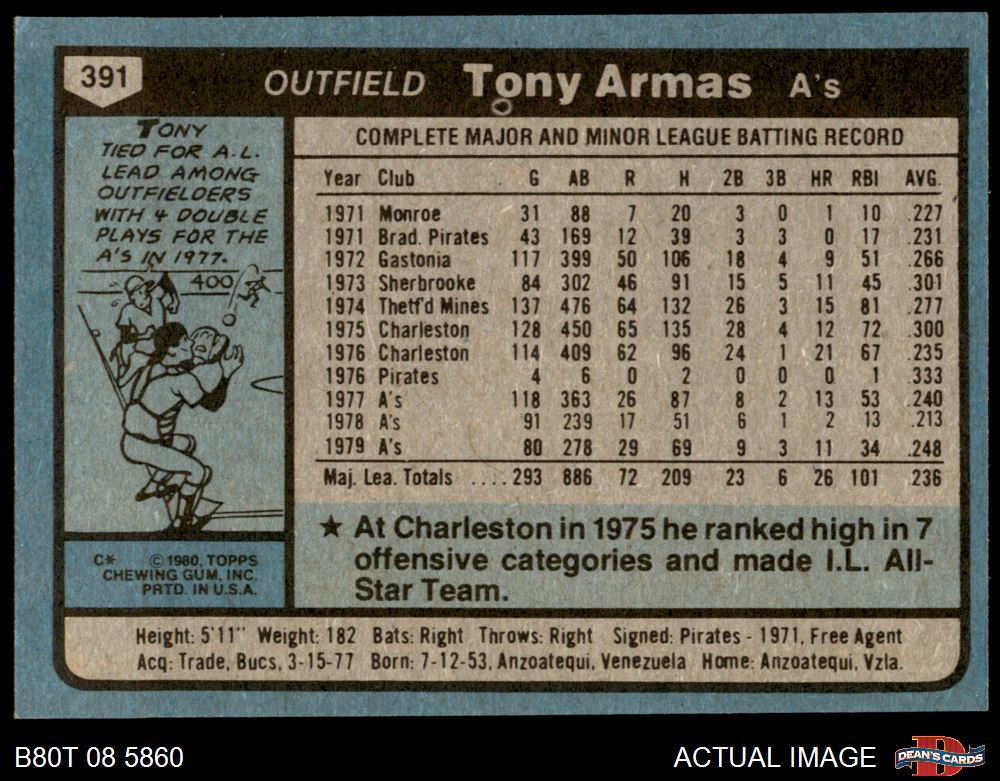 391 OUTFIELD Tony Armas A's
TONY
TIED FOR A.L.
LEAD AMONG
OUTFIELDERS
WITH 4 DOUBLE
PLAYS FOR THE
A'S IN 1977.
400
C* © 1980, TOPPS
CHEWING GUM, INC.
PRTD. IN U.S.A.
COMPLETE MAJOR AND MINOR LEAGUE BATTING RECORD
Year Club G AB R H 2B 3B HR RBI AVG.
1971 Monroe 31 88 7 20 3 0 1 10 .227
1971 Brad. Pirates 43 169 12 39 3 3 0 17 .231
1972 Gastonia 117 399 50 106 18 4 9 51 .266
1973 Sherbrooke 84 302 46 91 15 5 11 45 .301
1974 Thetf'd Mines 137 476 64 132 26 3 15 81 .277
1975 Charleston 128 450 65 135 28 4 12 72 .300
1976 Charleston 114 409 62 96 24 1 21 67 .235
1976 Pirates 4 6 0 2 0 0 0 1 .333
1977 A's 118 363 26 87 8 2 13 53 .240
1978 A's 91 239 17 51 6 1 2 13 .213
1979 A's 80 278 29 69 9 3 11 34 .248
Maj. Lea. Totals .... 293 886 72 209 23 6 26 101 .236
★ At Charleston in 1975 he ranked high in 7
offensive categories and made I.L. All-
Star Team.
Height: 5'11" Weight: 182 Bats: Right Throws: Right Signed: Pirates - 1971, Free Agent
Acq: Trade, Bucs, 3-15-77 Born: 7-12-53, Anzoatequi, Venezuela Home: Anzoatequi, Vzla.
B80T 08 5860 ACTUAL IMAGE D DEAN'S CARDS